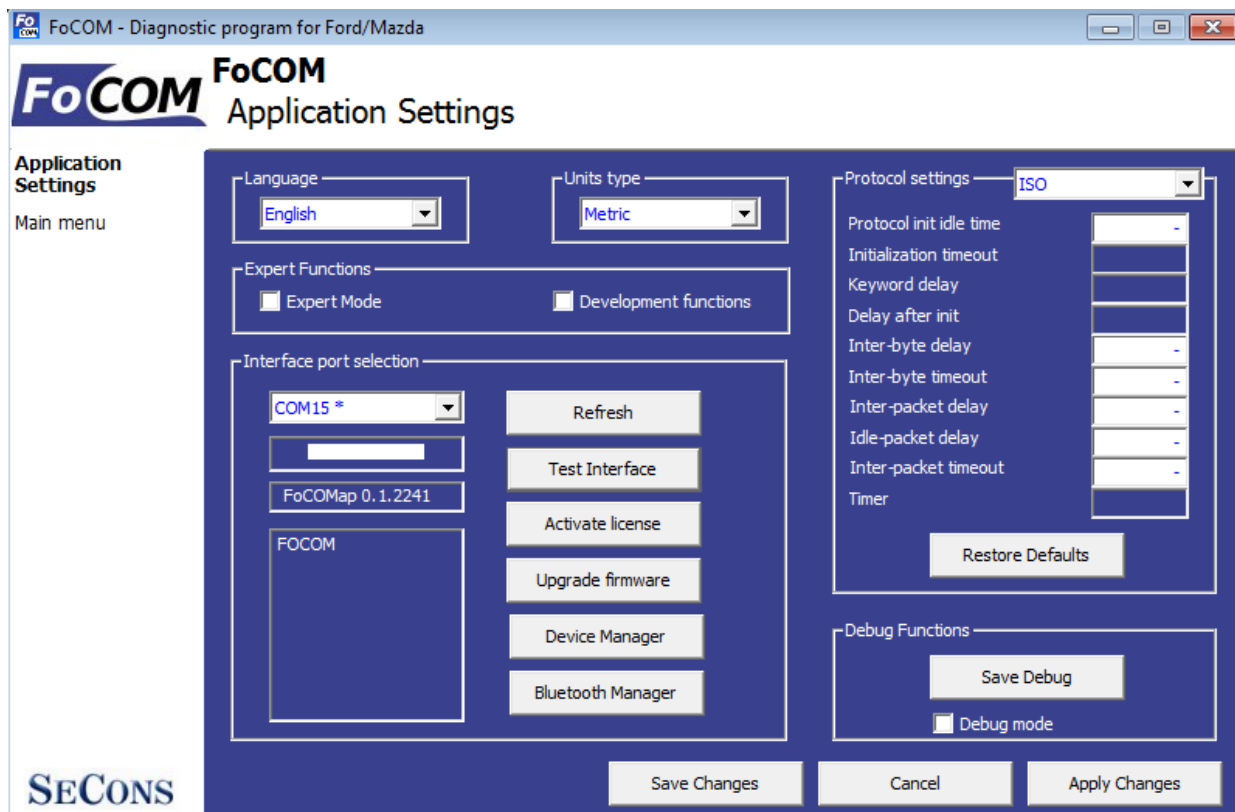 Fo
COM
FoCOM - Diagnostic program for Ford/Mazda
FoCOM
FoCOM
Application Settings
Application
Settings
Main menu
Language
English
Units type
Metric
Expert Functions
Expert Mode
Development functions
Interface port selection
COM15 *
FoCOMap 0.1.2241
FOCOM
Refresh
Test Interface
Activate license
Upgrade firmware
Device Manager
Bluetooth Manager
Protocol settings
ISO
Protocol init idle time -
Initialization timeout
Keyword delay
Delay after init
Inter-byte delay -
Inter-byte timeout -
Inter-packet delay -
Idle-packet delay -
Inter-packet timeout -
Timer
Restore Defaults
Debug Functions
Save Debug
Debug mode
SECONS
Save Changes
Cancel
Apply Changes